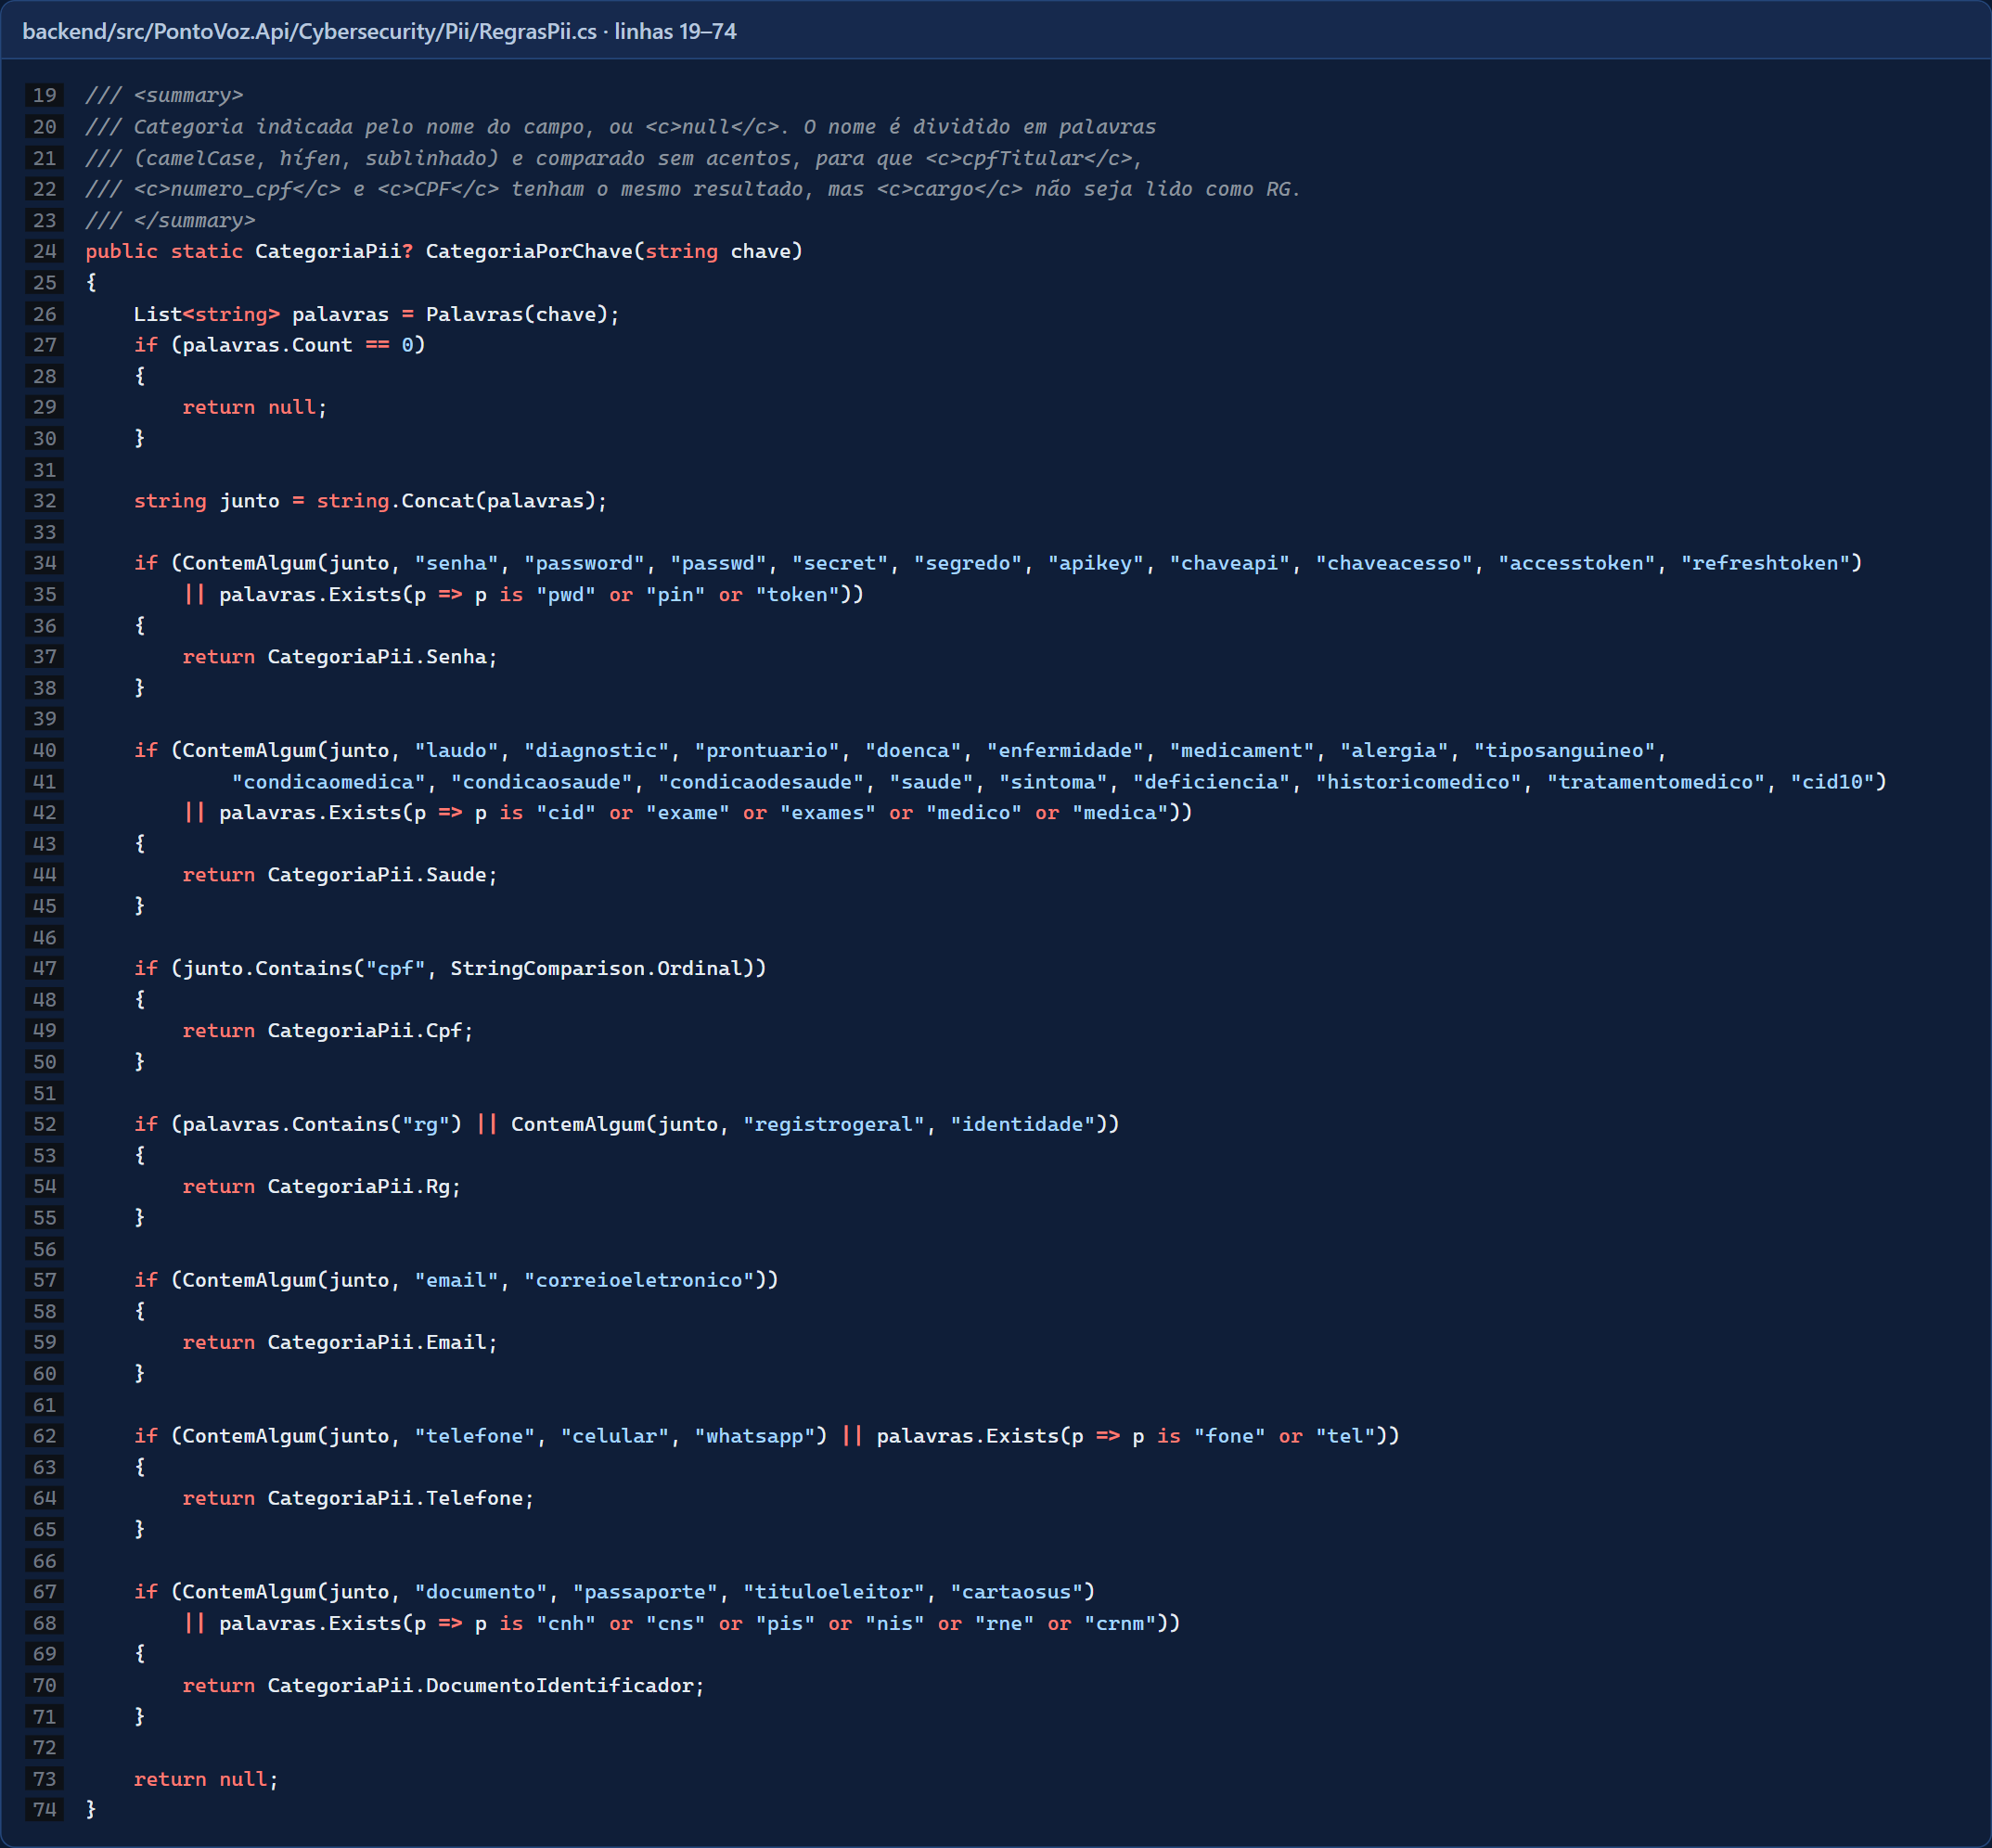 backend/src/PontoVoz.Api/Cybersecurity/Pii/RegrasPii.cs · linhas 19–74
19 /// <summary>
20 /// Categoria indicada pelo nome do campo, ou <c>null</c>. O nome é dividido em palavras
21 /// (camelCase, hífen, sublinhado) e comparado sem acentos, para que <c>cpfTitular</c>,
22 /// <c>numero_cpf</c> e <c>CPF</c> tenham o mesmo resultado, mas <c>cargo</c> não seja lido como RG.
23 /// </summary>
24 public static CategoriaPii? CategoriaPorChave(string chave)
25 {
26     List<string> palavras = Palavras(chave);
27     if (palavras.Count == 0)
28     {
29         return null;
30     }
31
32     string junto = string.Concat(palavras);
33
34     if (ContemAlgum(junto, "senha", "password", "passwd", "secret", "segredo", "apikey", "chaveapi", "chaveacesso", "accesstoken", "refreshtoken")
35         || palavras.Exists(p => p is "pwd" or "pin" or "token"))
36     {
37         return CategoriaPii.Senha;
38     }
39
40     if (ContemAlgum(junto, "laudo", "diagnostic", "prontuario", "doenca", "enfermidade", "medicament", "alergia", "tiposanguineo",
41             "condicaomedica", "condicaosaude", "condicaodesaude", "saude", "sintoma", "deficiencia", "historicomedico", "tratamentomedico", "cid10")
42         || palavras.Exists(p => p is "cid" or "exame" or "exames" or "medico" or "medica"))
43     {
44         return CategoriaPii.Saude;
45     }
46
47     if (junto.Contains("cpf", StringComparison.Ordinal))
48     {
49         return CategoriaPii.Cpf;
50     }
51
52     if (palavras.Contains("rg") || ContemAlgum(junto, "registrogeral", "identidade"))
53     {
54         return CategoriaPii.Rg;
55     }
56
57     if (ContemAlgum(junto, "email", "correioeletronico"))
58     {
59         return CategoriaPii.Email;
60     }
61
62     if (ContemAlgum(junto, "telefone", "celular", "whatsapp") || palavras.Exists(p => p is "fone" or "tel"))
63     {
64         return CategoriaPii.Telefone;
65     }
66
67     if (ContemAlgum(junto, "documento", "passaporte", "tituloeleitor", "cartaosus")
68         || palavras.Exists(p => p is "cnh" or "cns" or "pis" or "nis" or "rne" or "crnm"))
69     {
70         return CategoriaPii.DocumentoIdentificador;
71     }
72
73     return null;
74 }